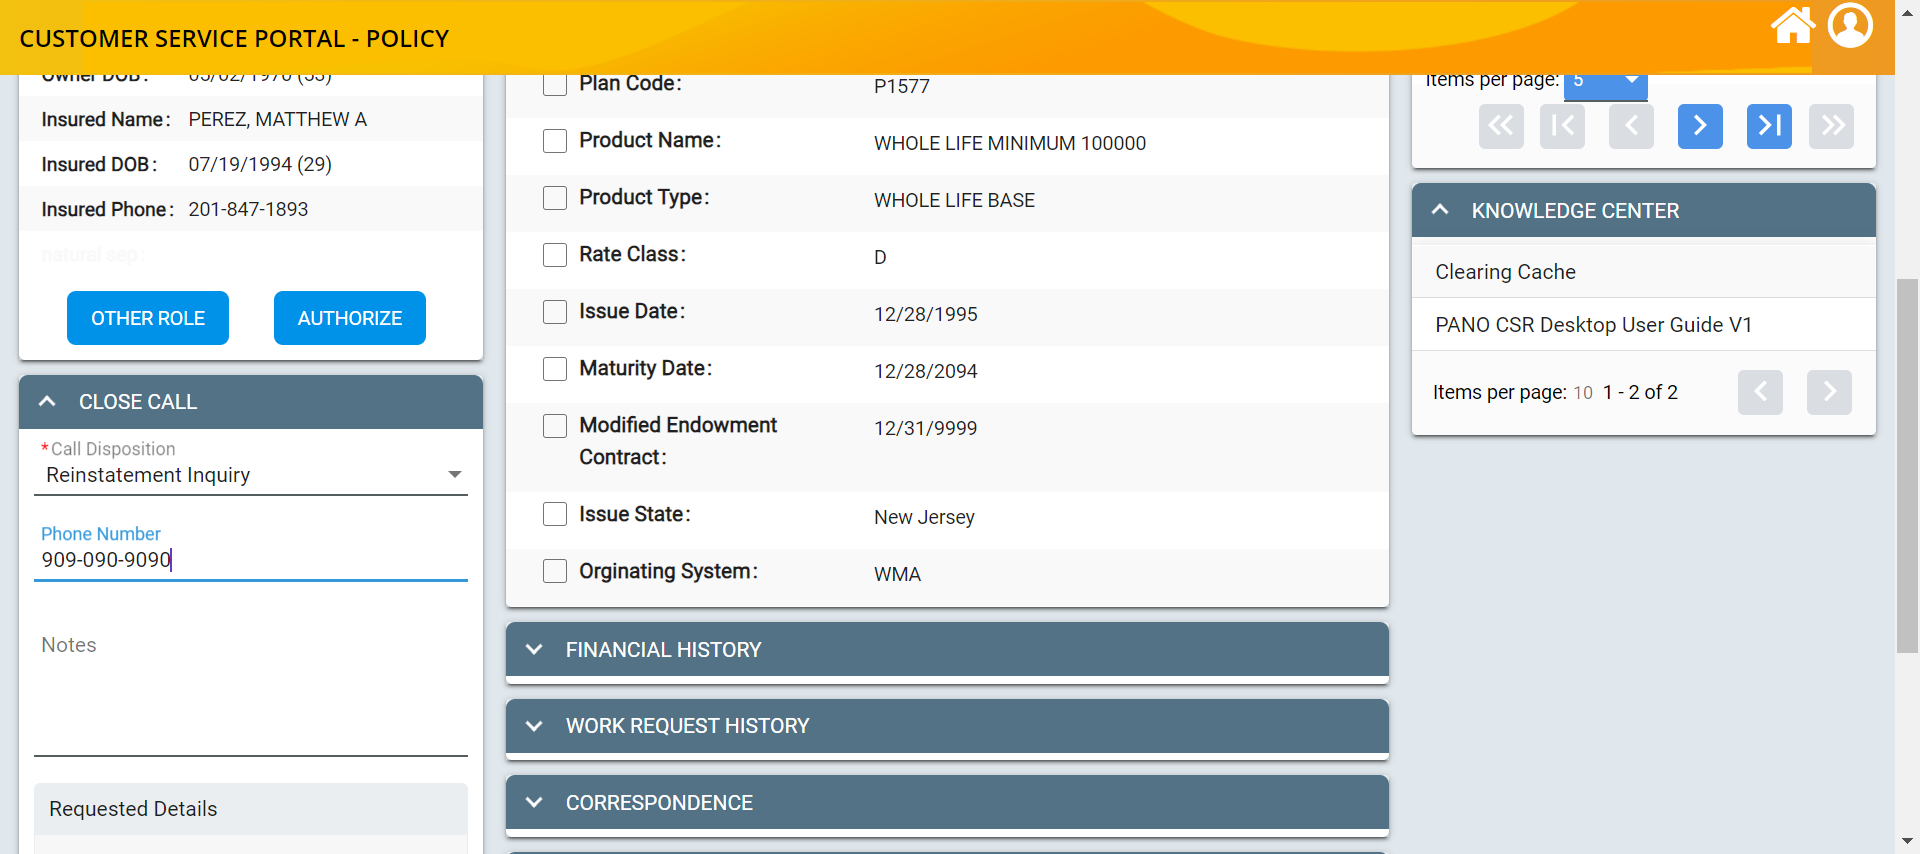 CUSTOMER SERVICE PORTAL - POLICY
Owner DOB:
Insured Name: PEREZ, MATTHEW A
Insured DOB: 07/19/1994 (29)
Insured Phone: 201-847-1893
natural sep:
OTHER ROLE
AUTHORIZE
CLOSE CALL
*Call Disposition
Reinstatement Inquiry
Phone Number
909-090-9090
Notes
Requested Details
Plan Code: P1577
Product Name: WHOLE LIFE MINIMUM 100000
Product Type: WHOLE LIFE BASE
Rate Class: D
Issue Date: 12/28/1995
Maturity Date: 12/28/2094
Modified Endowment
Contract: 12/31/9999
Issue State: New Jersey
Orginating System: WMA
FINANCIAL HISTORY
WORK REQUEST HISTORY
CORRESPONDENCE
Items per page: 5
KNOWLEDGE CENTER
Clearing Cache
PANO CSR Desktop User Guide V1
Items per page: 10 1 - 2 of 2